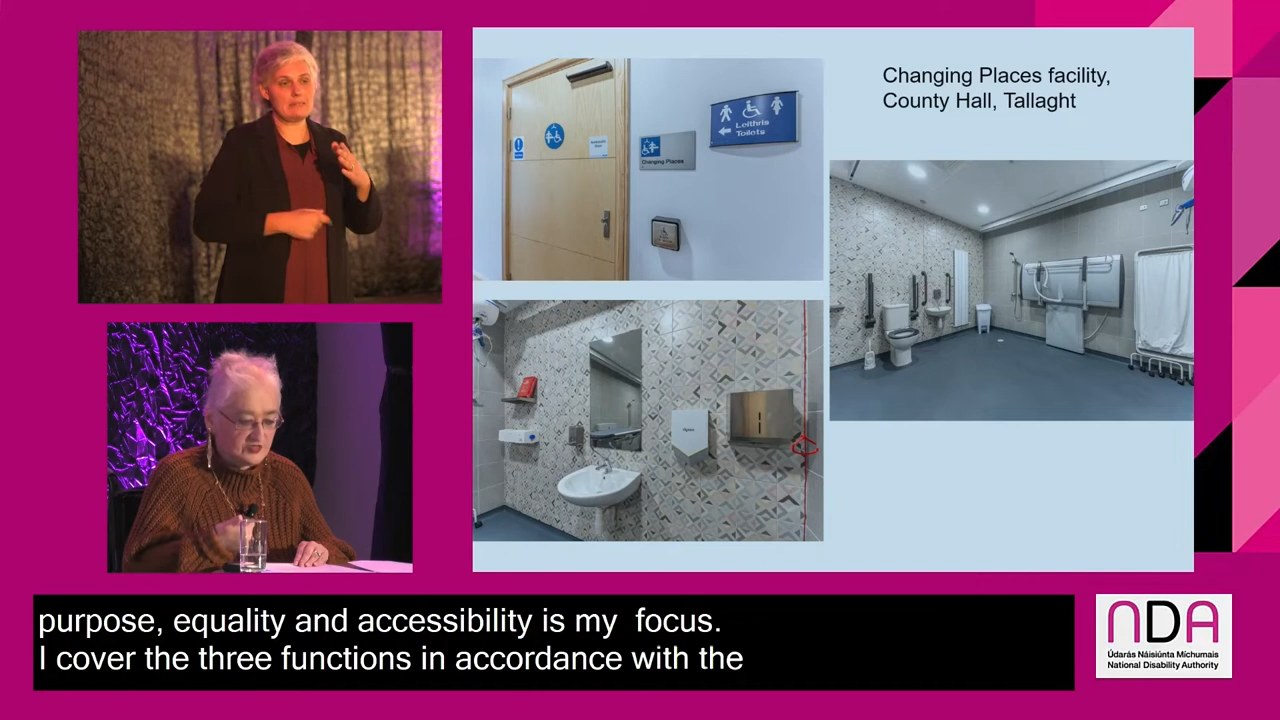 Changing Places facility,
County Hall, Tallaght
Leithris
Toilets
Changing Places
purpose, equality and accessibility is my  focus.
I cover the three functions in accordance with the
NDA
Údarás Náisiúnta Míchumais
National Disability Authority